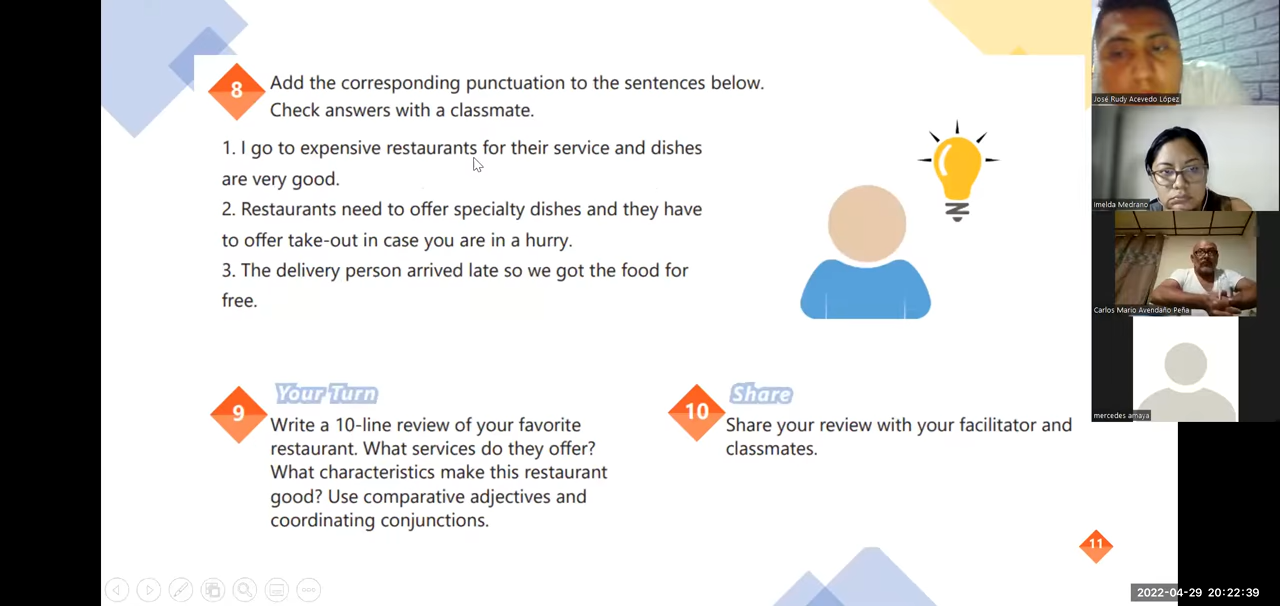 8
Add the corresponding punctuation to the sentences below.
Check answers with a classmate.
1. I go to expensive restaurants for their service and dishes
are very good.
2. Restaurants need to offer specialty dishes and they have
to offer take-out in case you are in a hurry.
3. The delivery person arrived late so we got the food for
free.
9
Your Turn
Write a 10-line review of your favorite
restaurant. What services do they offer?
What characteristics make this restaurant
good? Use comparative adjectives and
coordinating conjunctions.
10
Share
Share your review with your facilitator and
classmates.
11
José Rudy Acevedo López
Imelda Medrano
Carlos Mario Avendaño Peña
mercedes amaya
2022-04-29 20:22:39